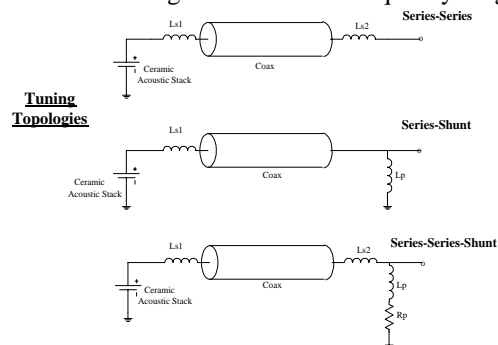 Series-Series
Ls1
Ls2
Ceramic
Acoustic Stack
Coax
Tuning
Topologies
Series-Shunt
Ls1
Ceramic
Acoustic Stack
Coax
Lp
Series-Series-Shunt
Ls1
Ls2
Ceramic
Acoustic Stack
Coax
Lp
Rp